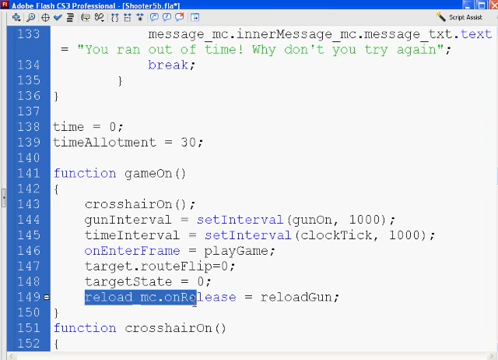 Adobe Flash CS3 Professional - [Shooter5b.fla*]
Script Assist
133 message_mc.innerMessage_mc.message_txt.text
= "You ran out of time! Why don't you try again";
134 break;
135 }
136 }
137
138 time = 0;
139 timeAllotment = 30;
140
141 function gameOn()
142 {
143 crosshairOn();
144 gunInterval = setInterval(gunOn, 1000);
145 timeInterval = setInterval(clockTick, 1000);
146 onEnterFrame = playGame;
147 target.routeFlip=0;
148 targetState = 0;
149 reload_mc.onRelease = reloadGun;
150 }
151 function crosshairOn()
152 {